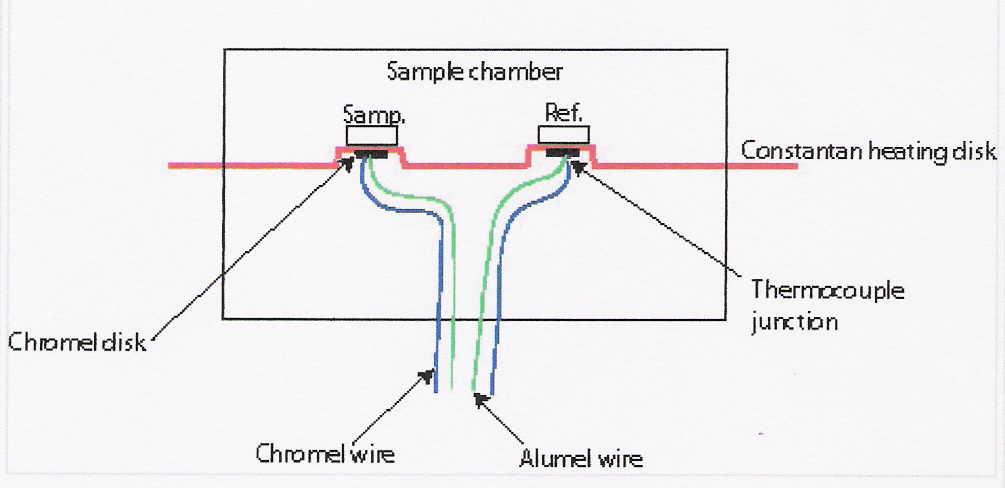 Sample chamber
Samp.
Ref.
Constantan heating disk
Thermocouple
junction
Chromel disk
Chromel wire
Alumel wire